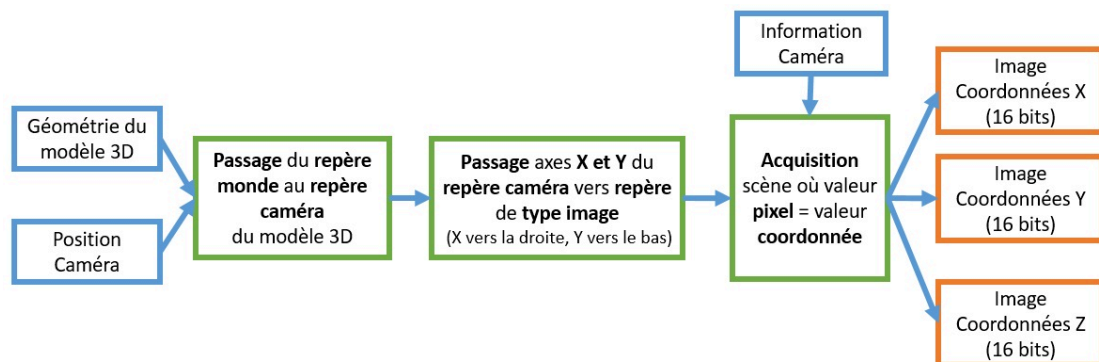 Géométrie du
modèle 3D
Position
Caméra
Passage du repère
monde au repère
caméra
du modèle 3D
Passage axes X et Y du
repère caméra vers repère
de type image
(X vers la droite, Y vers le bas)
Information
Caméra
Acquisition
scène où valeur
pixel = valeur
coordonnée
Image
Coordonnées X
(16 bits)
Image
Coordonnées Y
(16 bits)
Image
Coordonnées Z
(16 bits)